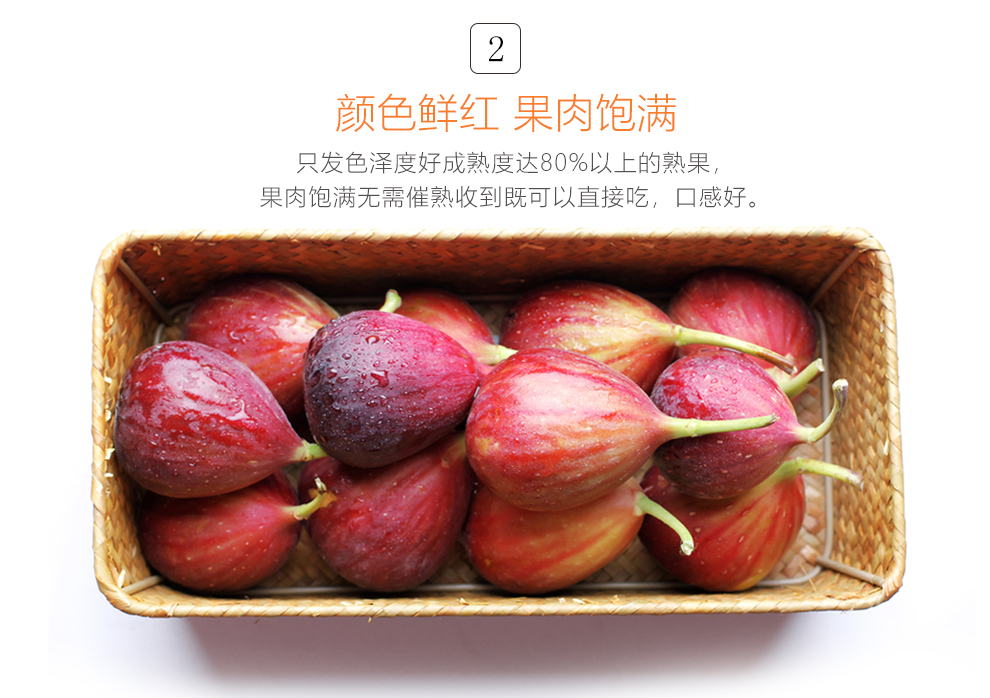 2
颜色鲜红 果肉饱满
只发色泽度好成熟度达80%以上的熟果,
果肉饱满无需催熟收到既可以直接吃，口感好。